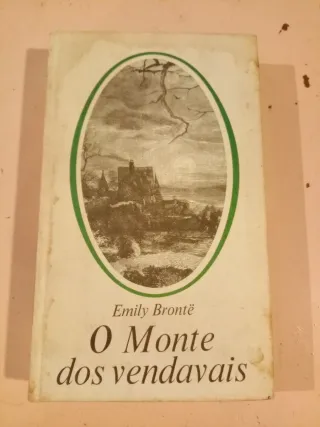 Emily Brontë
O Monte
dos vendavais